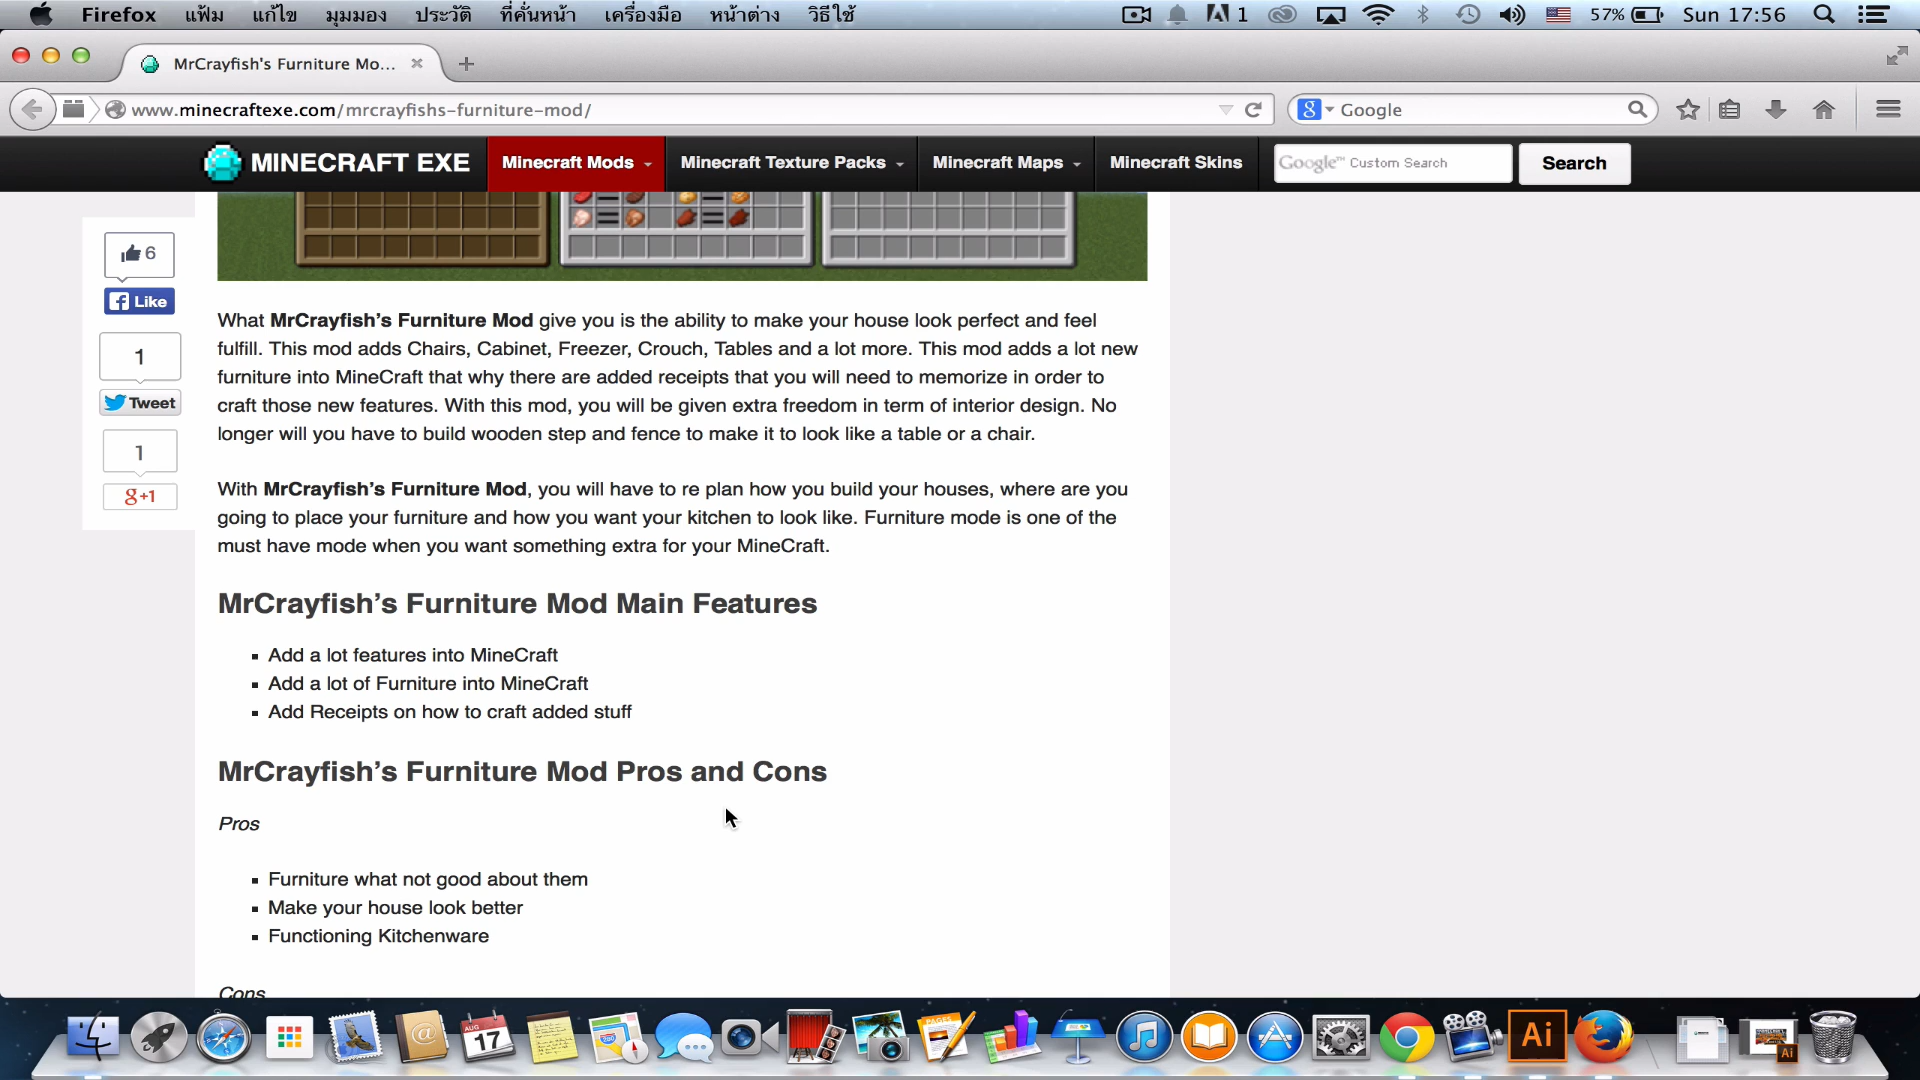 Firefox แฟ้ม แก้ไข มุมมอง ประวัติ ที่คั่นหน้า เครื่องมือ หน้าต่าง วิธีใช้ 1 57% Sun 17:56
MrCrayfish's Furniture Mo...
www.minecraftexe.com/mrcrayfishs-furniture-mod/ Google
MINECRAFT EXE Minecraft Mods Minecraft Texture Packs Minecraft Maps Minecraft Skins Google™ Custom Search Search
6
Like
1
Tweet
1
g+1
What MrCrayfish’s Furniture Mod give you is the ability to make your house look perfect and feel
fulfill. This mod adds Chairs, Cabinet, Freezer, Crouch, Tables and a lot more. This mod adds a lot new
furniture into MineCraft that why there are added receipts that you will need to memorize in order to
craft those new features. With this mod, you will be given extra freedom in term of interior design. No
longer will you have to build wooden step and fence to make it to look like a table or a chair.
With MrCrayfish’s Furniture Mod, you will have to re plan how you build your houses, where are you
going to place your furniture and how you want your kitchen to look like. Furniture mode is one of the
must have mode when you want something extra for your MineCraft.
MrCrayfish’s Furniture Mod Main Features
Add a lot features into MineCraft
Add a lot of Furniture into MineCraft
Add Receipts on how to craft added stuff
MrCrayfish’s Furniture Mod Pros and Cons
Pros
Furniture what not good about them
Make your house look better
Functioning Kitchenware
Cons
AUG
17
PAGES
Ai
Ai